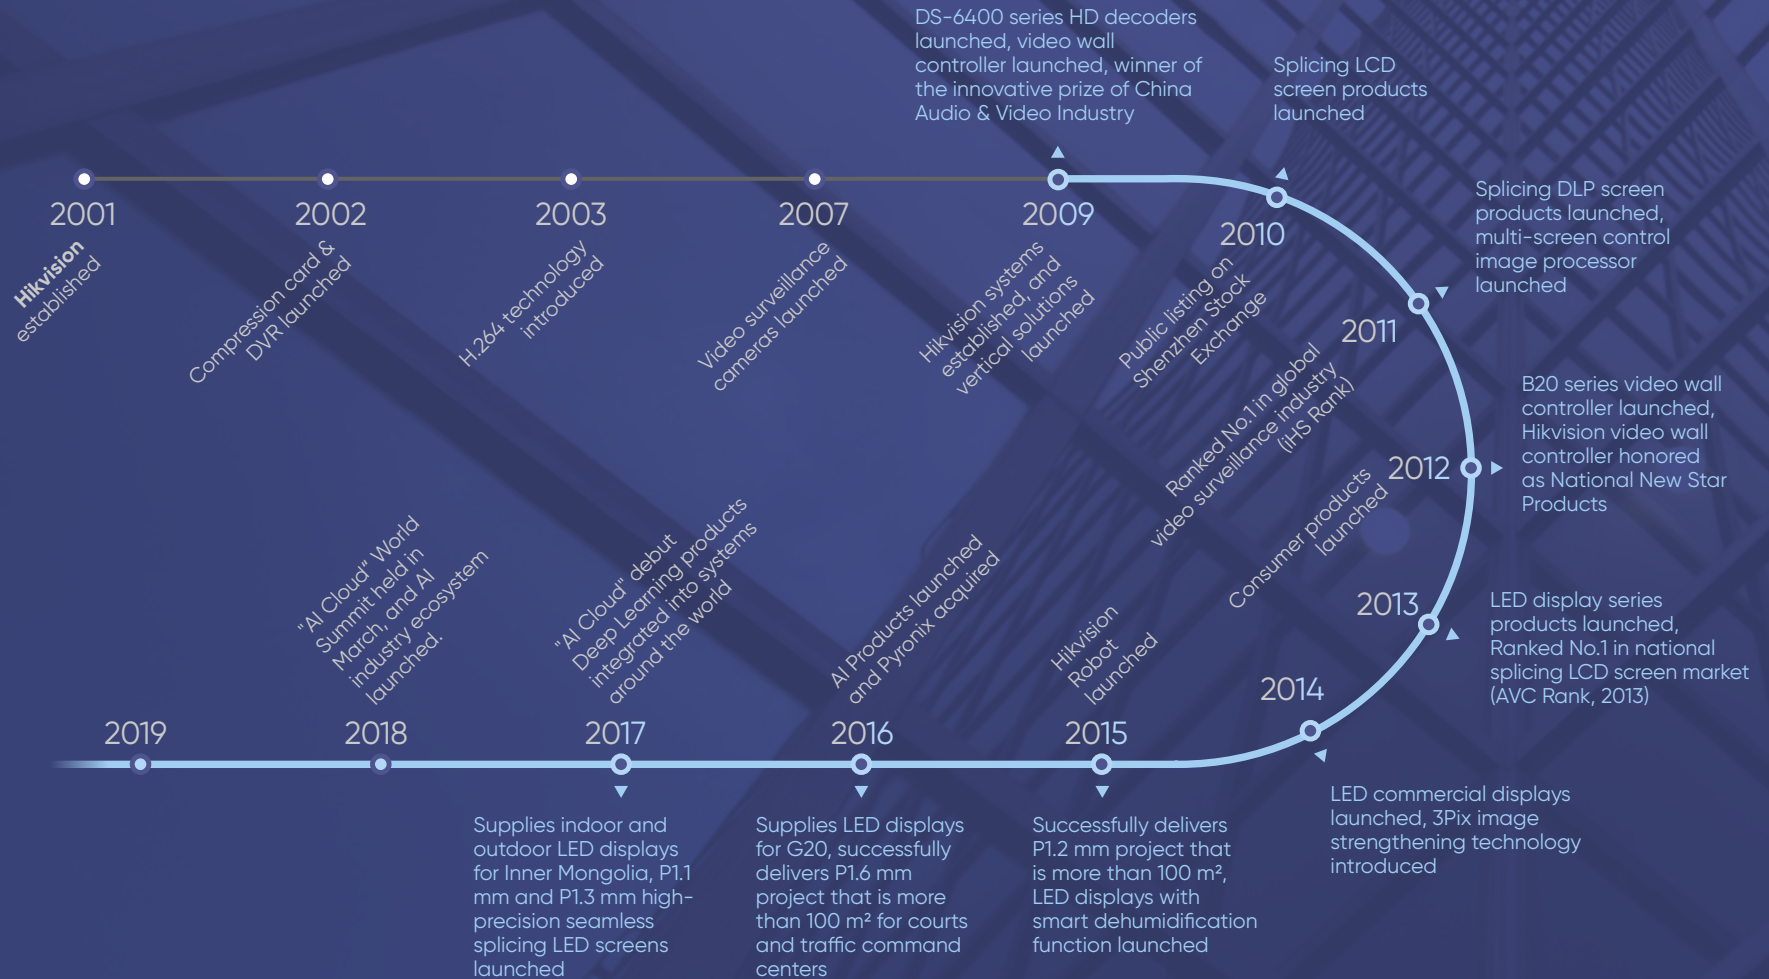 DS-6400 series HD decoders
launched, video wall
controller launched, winner of
the innovative prize of China
Audio & Video Industry
Splicing LCD
screen products
launched
2001
Hikvision
established
2002
Compression card &
DVR launched
2003
H.264 technology
introduced
2007
Video surveillance
cameras launched
2009
Hikvision systems
established, and
vertical solutions
launched
2010
Public listing on
Shenzhen Stock
Exchange
Splicing DLP screen
products launched,
multi-screen control
image processor
launched
2011
Ranked No.1 in global
video surveillance industry
(iHS Rank)
B20 series video wall
controller launched,
Hikvision video wall
controller honored
as National New Star
Products
2012
2013
Consumer products
launched
LED display series
products launched,
Ranked No.1 in national
splicing LCD screen market
(AVC Rank, 2013)
2014
LED commercial displays
launched, 3Pix image
strengthening technology
introduced
2015
Hikvision
Robot
launched
Successfully delivers
P1.2 mm project that
is more than 100 m²,
LED displays with
smart dehumidification
function launched
2016
AI Products launched
and Pyronix acquired
Supplies LED displays
for G20, successfully
delivers P1.6 mm
project that is more
than 100 m² for courts
and traffic command
centers
2017
"AI Cloud" debut
Deep Learning products
integrated into systems
around the world
Supplies indoor and
outdoor LED displays
for Inner Mongolia, P1.1
mm and P1.3 mm high-
precision seamless
splicing LED screens
launched
2018
"AI Cloud" World
Summit held in
March, and AI
industry ecosystem
launched.
2019